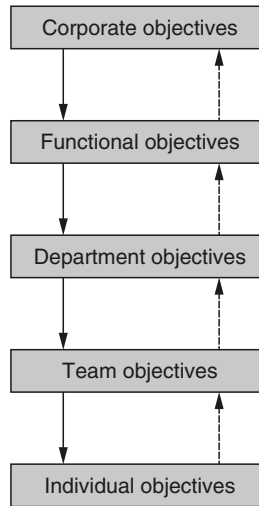 Corporate objectives
Functional objectives
Department objectives
Team objectives
Individual objectives